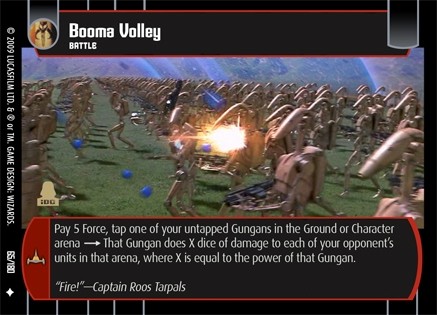 Booma Volley
BATTLE
© 2009 LUCASFILM LTD. & ® or TM. GAME DESIGN: WIZARDS.
IDC
Pay 5 Force, tap one of your untapped Gungans in the Ground or Character
arena → That Gungan does X dice of damage to each of your opponent's
units in that arena, where X is equal to the power of that Gungan.
"Fire!"—Captain Roos Tarpals
65/180